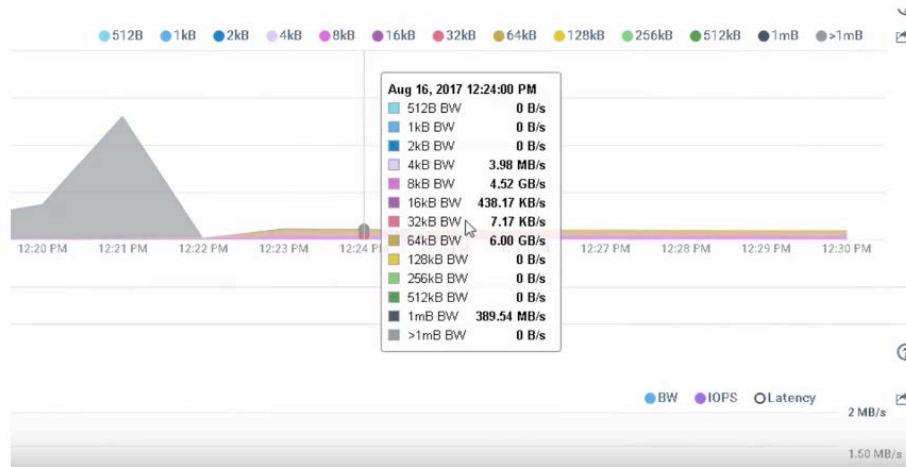 512B 1kB 2kB 4kB 8kB 16kB 32kB 64kB 128kB 256kB 512kB 1mB >1mB
Aug 16, 2017 12:24:00 PM
512B BW 0 B/s
1kB BW 0 B/s
2kB BW 0 B/s
4kB BW 3.98 MB/s
8kB BW 4.52 GB/s
16kB BW 438.17 KB/s
32kB BW 7.17 KB/s
64kB BW 6.00 GB/s
128kB BW 0 B/s
256kB BW 0 B/s
512kB BW 0 B/s
1mB BW 389.54 MB/s
>1mB BW 0 B/s
12:20 PM 12:21 PM 12:22 PM 12:23 PM 12:24 P 12:27 PM 12:28 PM 12:29 PM 12:30 PM
BW IOPS Latency
2 MB/s
1.50 MB/s